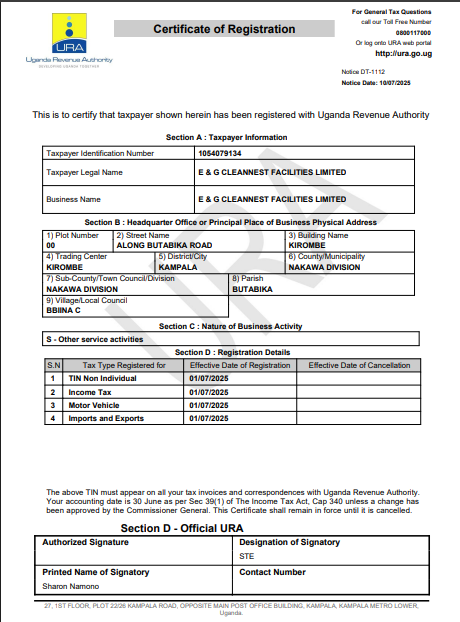 For General Tax Questions
call our Toll Free Number
0800117000
Or log onto URA web portal
http://ura.go.ug
Certificate of Registration
URA
Uganda Revenue Authority
DEVELOPING UGANDA TOGETHER
Notice DT-1112
Notice Date: 10/07/2025
This is to certify that taxpayer shown herein has been registered with Uganda Revenue Authority
Section A : Taxpayer Information
Taxpayer Identification Number 1054079134
Taxpayer Legal Name E & G CLEANNEST FACILITIES LIMITED
Business Name E & G CLEANNEST FACILITIES LIMITED
Section B : Headquarter Office or Principal Place of Business Physical Address
1) Plot Number 2) Street Name 3) Building Name
00 ALONG BUTABIKA ROAD KIROMBE
4) Trading Center 5) District/City 6) County/Municipality
KIROMBE KAMPALA NAKAWA DIVISION
7) Sub-County/Town Council/Division 8) Parish
NAKAWA DIVISION BUTABIKA
9) Village/Local Council
BBIINA C
Section C : Nature of Business Activity
S - Other service activities
Section D : Registration Details
S.N Tax Type Registered for Effective Date of Registration Effective Date of Cancellation
1 TIN Non Individual 01/07/2025
2 Income Tax 01/07/2025
3 Motor Vehicle 01/07/2025
4 Imports and Exports 01/07/2025
The above TIN must appear on all your tax invoices and correspondences with Uganda Revenue Authority.
Your accounting date is 30 June as per Sec 39(1) of The Income Tax Act, Cap 340 unless a change has
been approved by the Commissioner General. This Certificate shall remain in force until it is cancelled.
Section D - Official URA
Authorized Signature Designation of Signatory
STE
Printed Name of Signatory Contact Number
Sharon Namono
27, 1ST FLOOR, PLOT 22/26 KAMPALA ROAD, OPPOSITE MAIN POST OFFICE BUILDING, KAMPALA, KAMPALA METRO LOWER,
Uganda.
URA